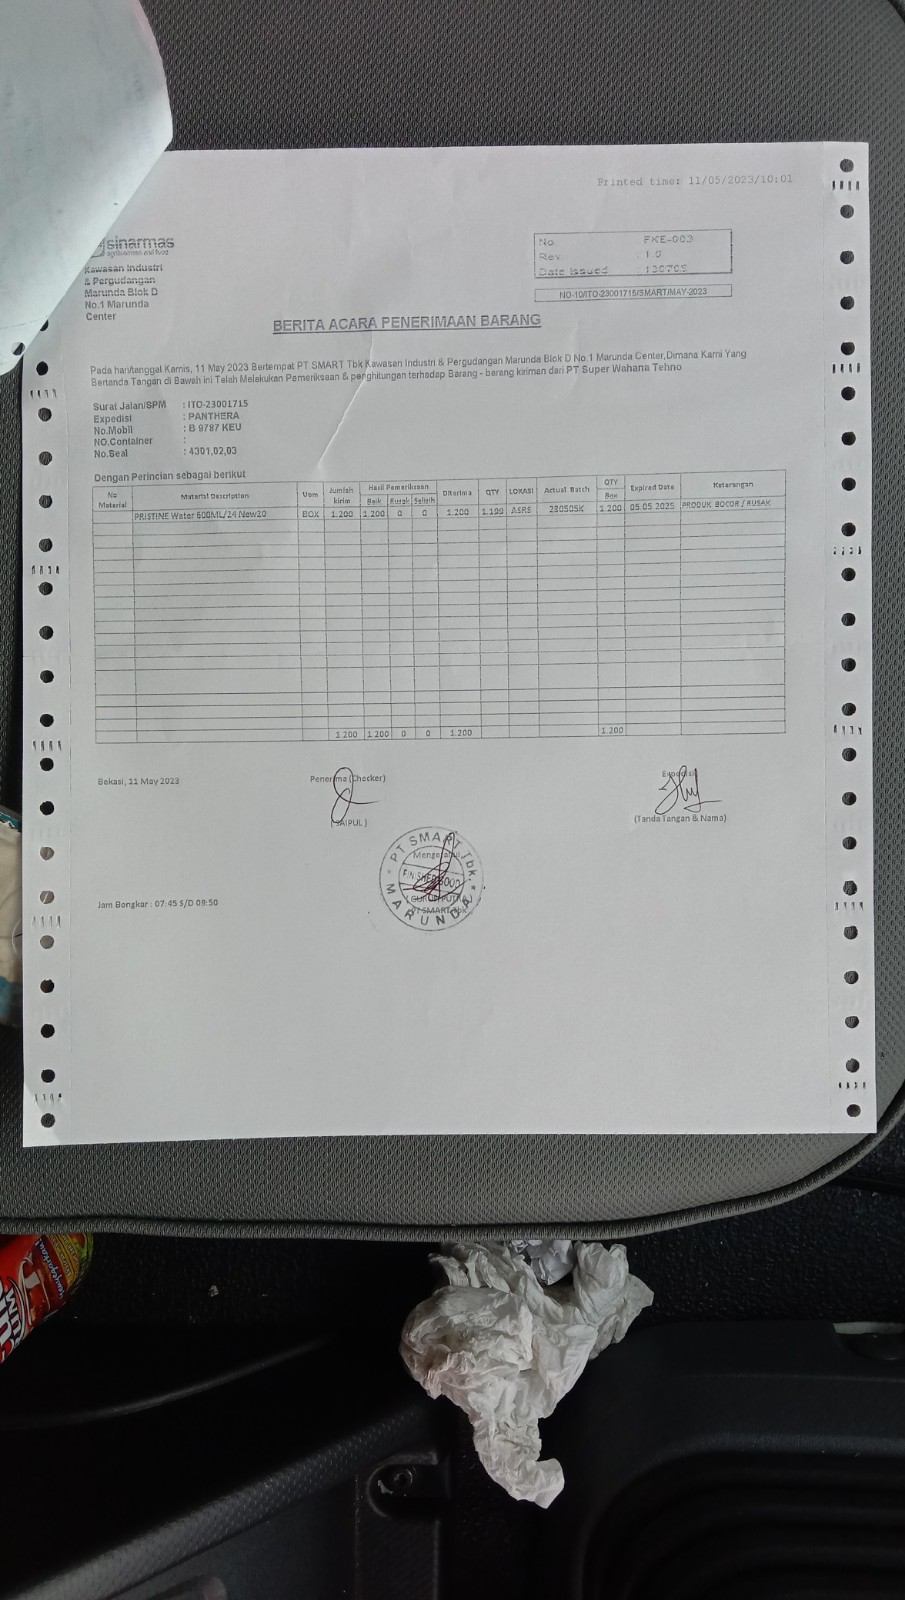 Printed time: 11/05/2023/10:01
sinarmas
agribusiness and food
Kawasan Industri
& Pergudangan
Marunda Blok D
No.1 Marunda
Center
No. FKE-003
Rev. : 1.0
Date Issued : 130705
NO-10/ITO-23001715/SMART/MAY-2023
BERITA ACARA PENERIMAAN BARANG
Pada hari/tanggal Kamis, 11 May 2023 Bertempat PT SMART Tbk Kawasan Industri & Pergudangan Marunda Blok D No.1 Marunda Center,Dimana Kami Yang
Bertanda Tangan di Bawah ini Telah Melakukan Pemeriksaan & penghitungan terhadap Barang - barang kiriman dari PT Super Wahana Tehno
Surat Jalan/SPM : ITO-23001715
Expedisi : PANTHERA
No.Mobil : B 9787 KEU
NO.Container :
No.Seal : 4301,02,03
Dengan Perincian sebagai berikut
No Material Material Description Uom Jumlah kirim Hasil Pemeriksaan Baik Rusak Selisih Diterima QTY LOKASI Actual Batch QTY Box Expired Date Keterangan
PRISTINE Water 600ML/24 New20 BOX 1.200 1.200 0 0 1.200 1.199 ASRS 230505K 1.200 05.05.2025 PRODUK BOCOR / RUSAK
1.200 1.200 0 0 1.200 1.200
Bekasi, 11 May 2023 Penerima (Checker) Expedisi
( SAIPUL ) (Tanda Tangan & Nama)
PT SMART Tbk.
Mengetahui
FINISHED GOOD
PT SMART Tbk
MARUNDA
Jam Bongkar : 07:45 S/D 09:50